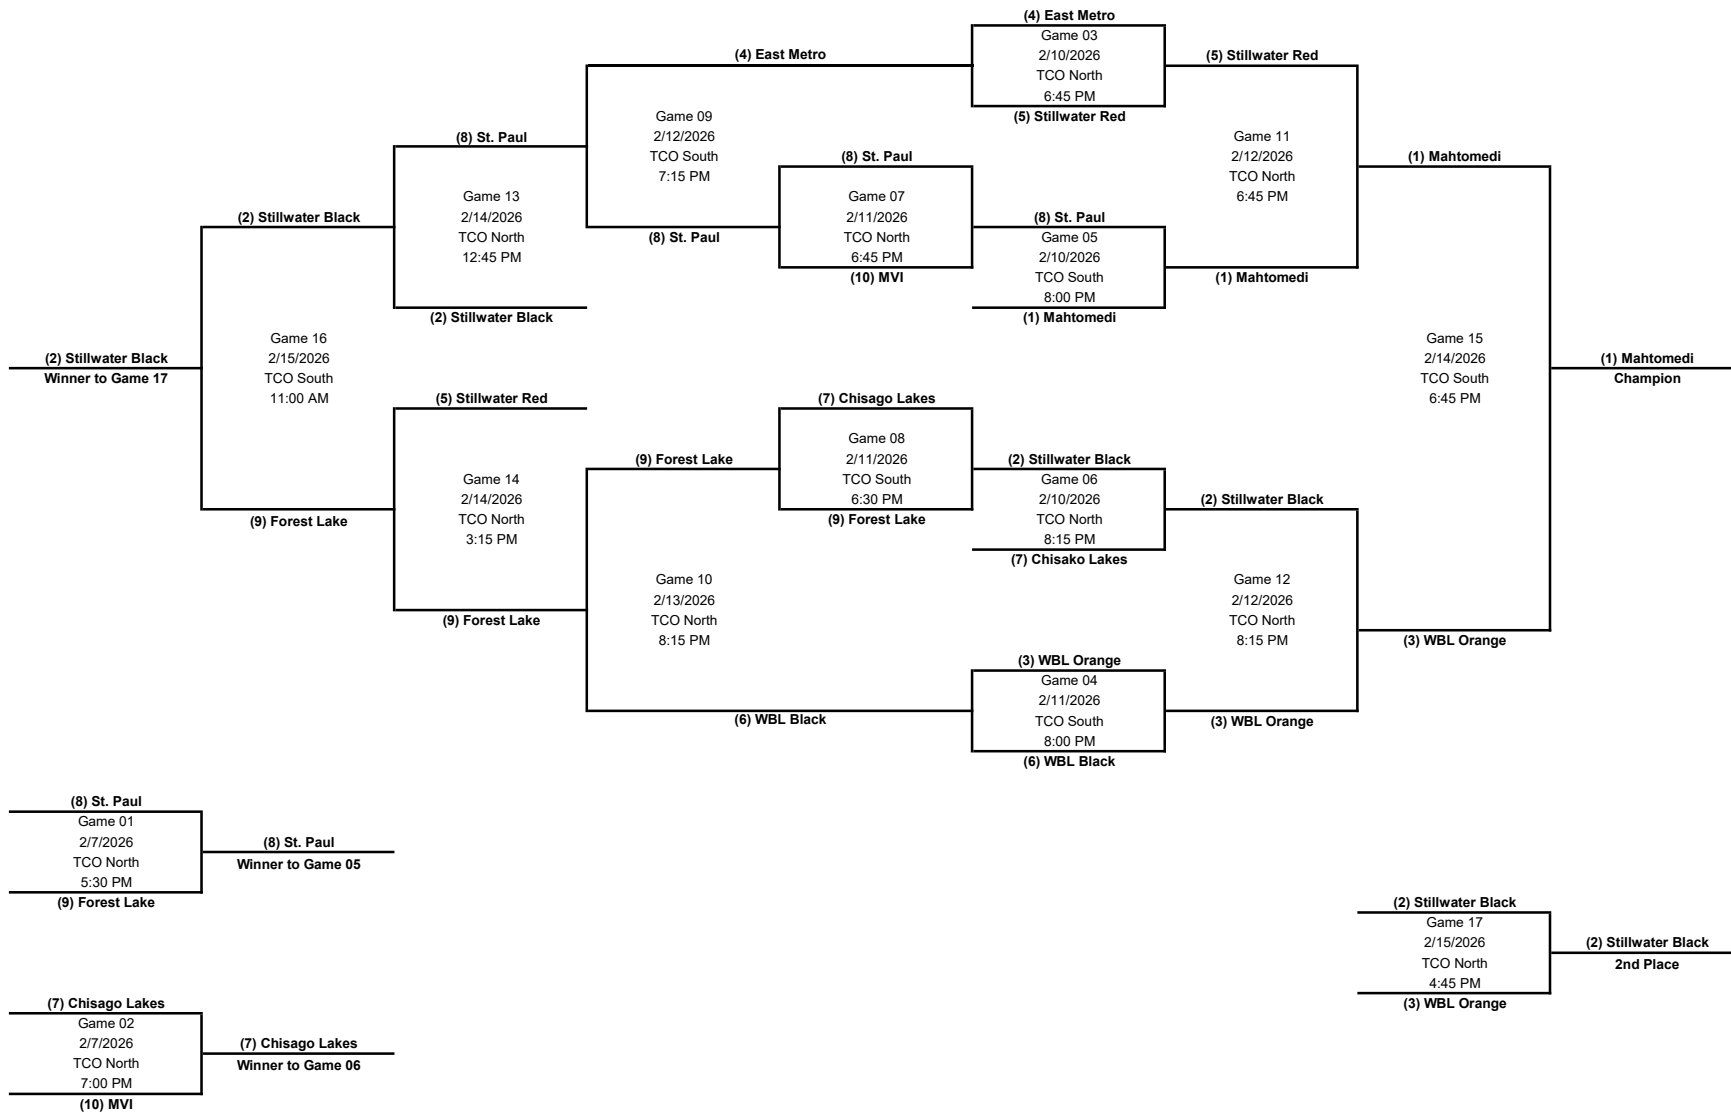 (4) East Metro
Game 03
2/10/2026
TCO North
6:45 PM
(5) Stillwater Red
(4) East Metro
(5) Stillwater Red
Game 09
2/12/2026
TCO South
7:15 PM
(8) St. Paul
Game 11
2/12/2026
TCO North
6:45 PM
(8) St. Paul
Game 07
2/11/2026
TCO North
6:45 PM
(10) MVI
(1) Mahtomedi
Game 13
2/14/2026
TCO North
12:45 PM
(2) Stillwater Black
(8) St. Paul
(8) St. Paul
Game 05
2/10/2026
TCO South
8:00 PM
(1) Mahtomedi
(1) Mahtomedi
(2) Stillwater Black
Game 16
2/15/2026
TCO South
11:00 AM
(2) Stillwater Black
Winner to Game 17
Game 15
2/14/2026
TCO South
6:45 PM
(1) Mahtomedi
Champion
(5) Stillwater Red
Game 14
2/14/2026
TCO North
3:15 PM
(9) Forest Lake
(7) Chisago Lakes
Game 08
2/11/2026
TCO South
6:30 PM
(9) Forest Lake
(9) Forest Lake
(2) Stillwater Black
Game 06
2/10/2026
TCO North
8:15 PM
(7) Chisako Lakes
(2) Stillwater Black
(9) Forest Lake
Game 10
2/13/2026
TCO North
8:15 PM
Game 12
2/12/2026
TCO North
8:15 PM
(3) WBL Orange
(3) WBL Orange
Game 04
2/11/2026
TCO South
8:00 PM
(6) WBL Black
(6) WBL Black
(3) WBL Orange
(8) St. Paul
Game 01
2/7/2026
TCO North
5:30 PM
(9) Forest Lake
(8) St. Paul
Winner to Game 05
(2) Stillwater Black
Game 17
2/15/2026
TCO North
4:45 PM
(3) WBL Orange
(2) Stillwater Black
2nd Place
(7) Chisago Lakes
Game 02
2/7/2026
TCO North
7:00 PM
(10) MVI
(7) Chisago Lakes
Winner to Game 06